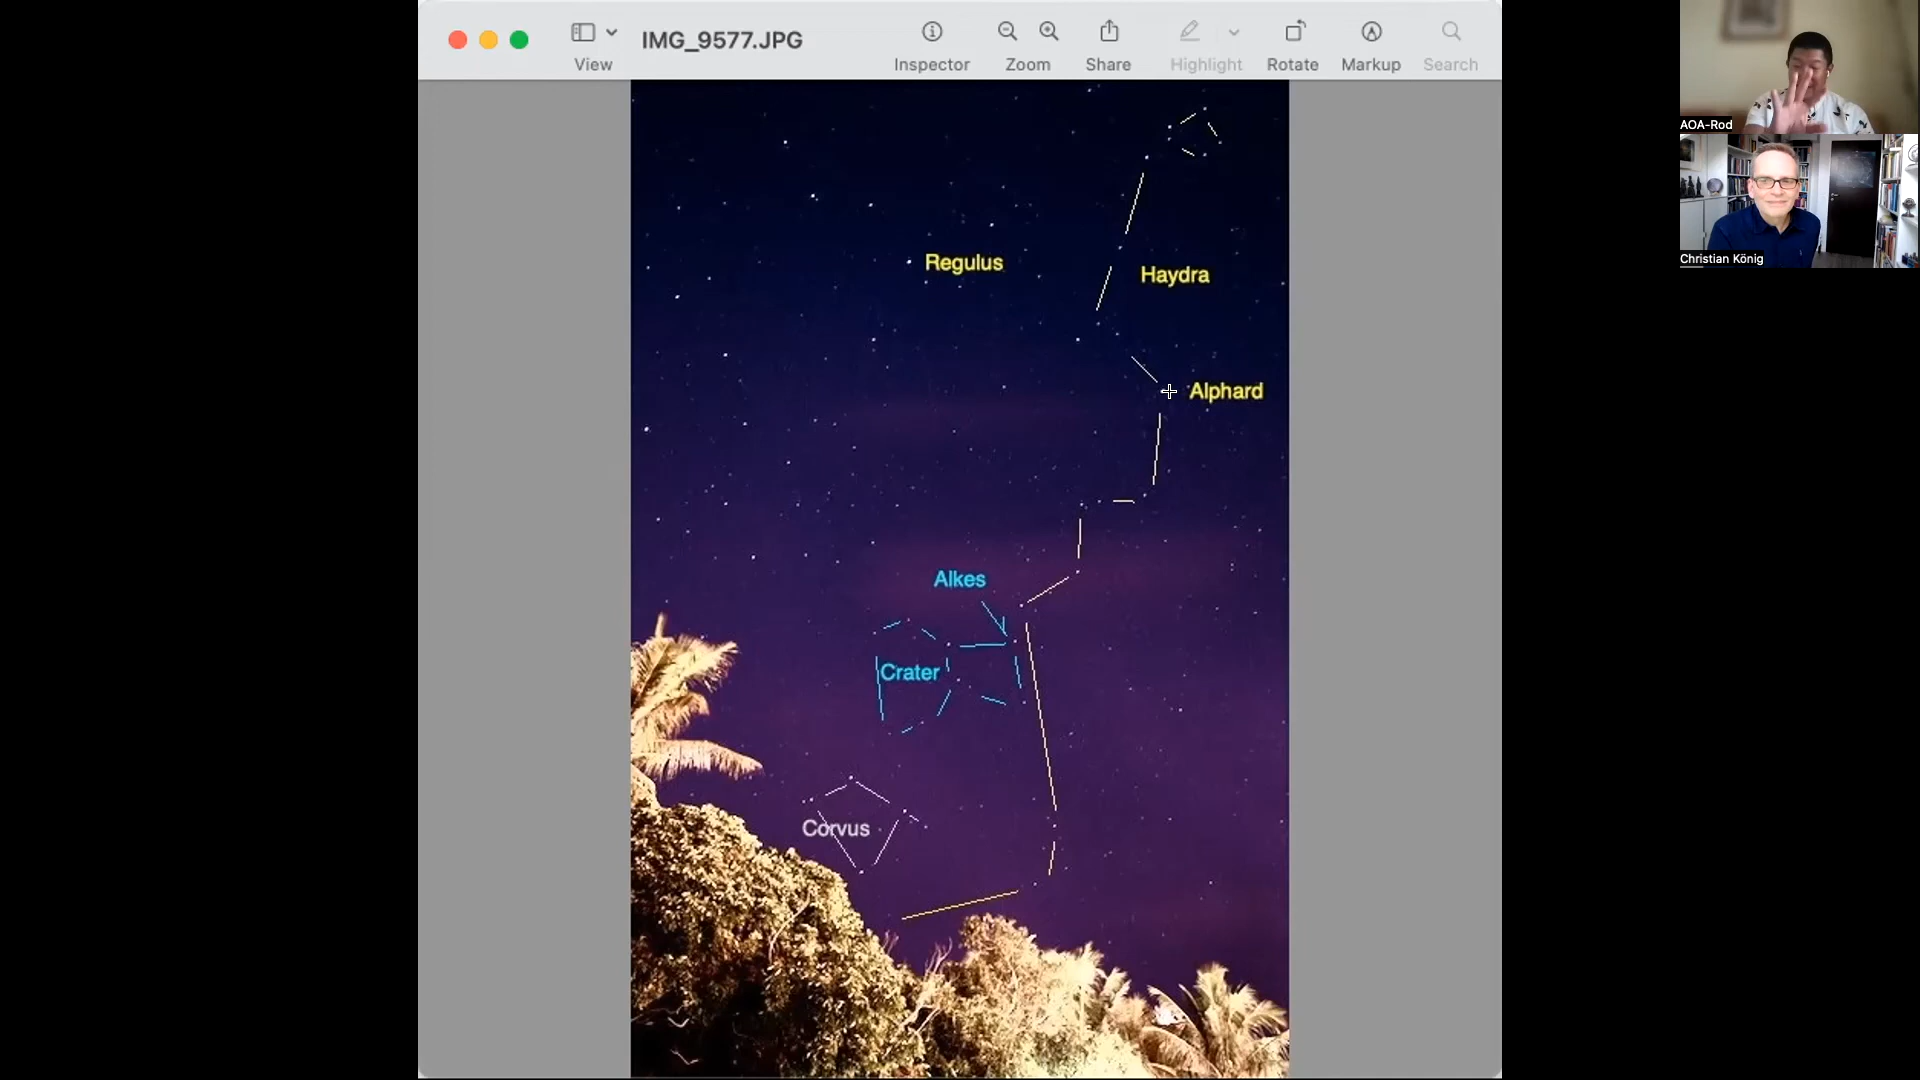 IMG_9577.JPG
View
Inspector
Zoom
Share
Highlight
Rotate
Markup
Search
AOA-Rod
Christian König
Regulus
Haydra
Alphard
Alkes
Crater
Corvus